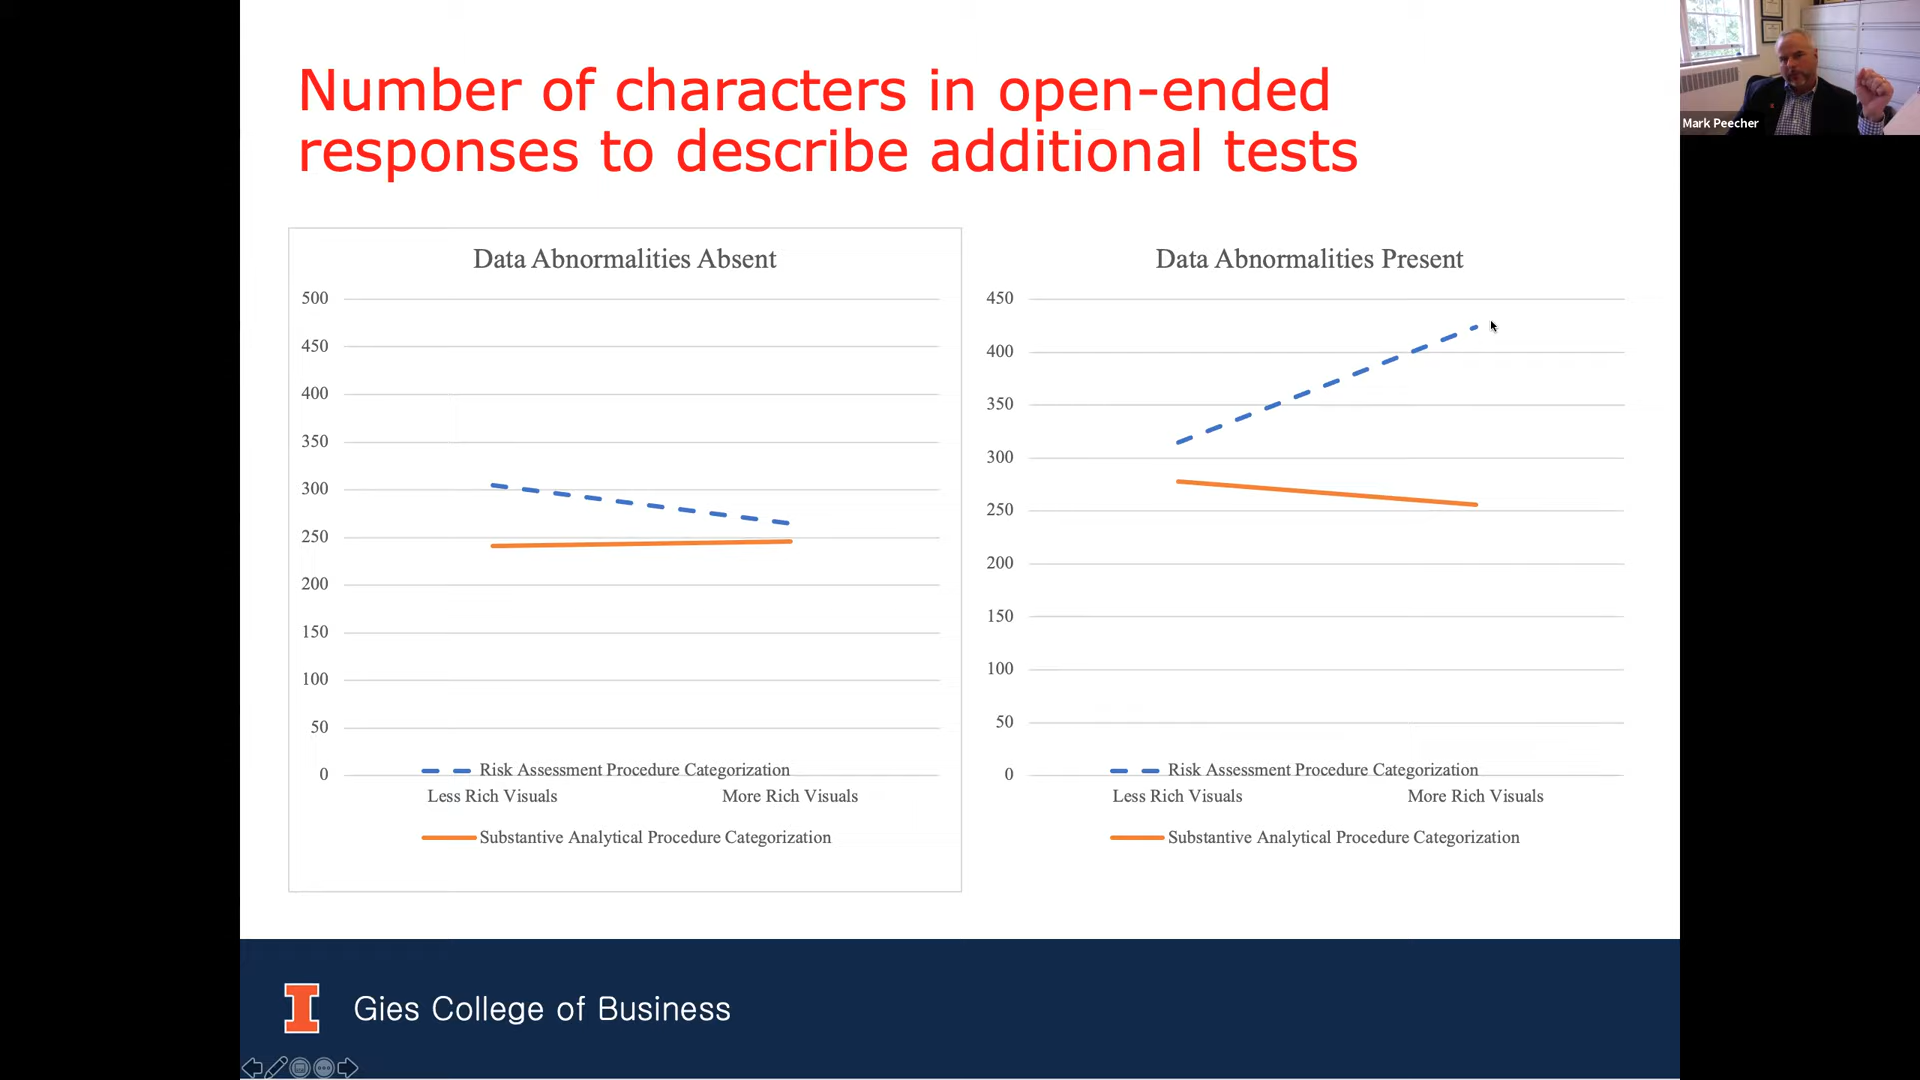 Number of characters in open-ended
responses to describe additional tests
Mark Peecher
Data Abnormalities Absent
500
450
400
350
300
250
200
150
100
50
0
Risk Assessment Procedure Categorization
Less Rich Visuals
More Rich Visuals
Substantive Analytical Procedure Categorization
Data Abnormalities Present
450
400
350
300
250
200
150
100
50
0
Risk Assessment Procedure Categorization
Less Rich Visuals
More Rich Visuals
Substantive Analytical Procedure Categorization
I
Gies College of Business